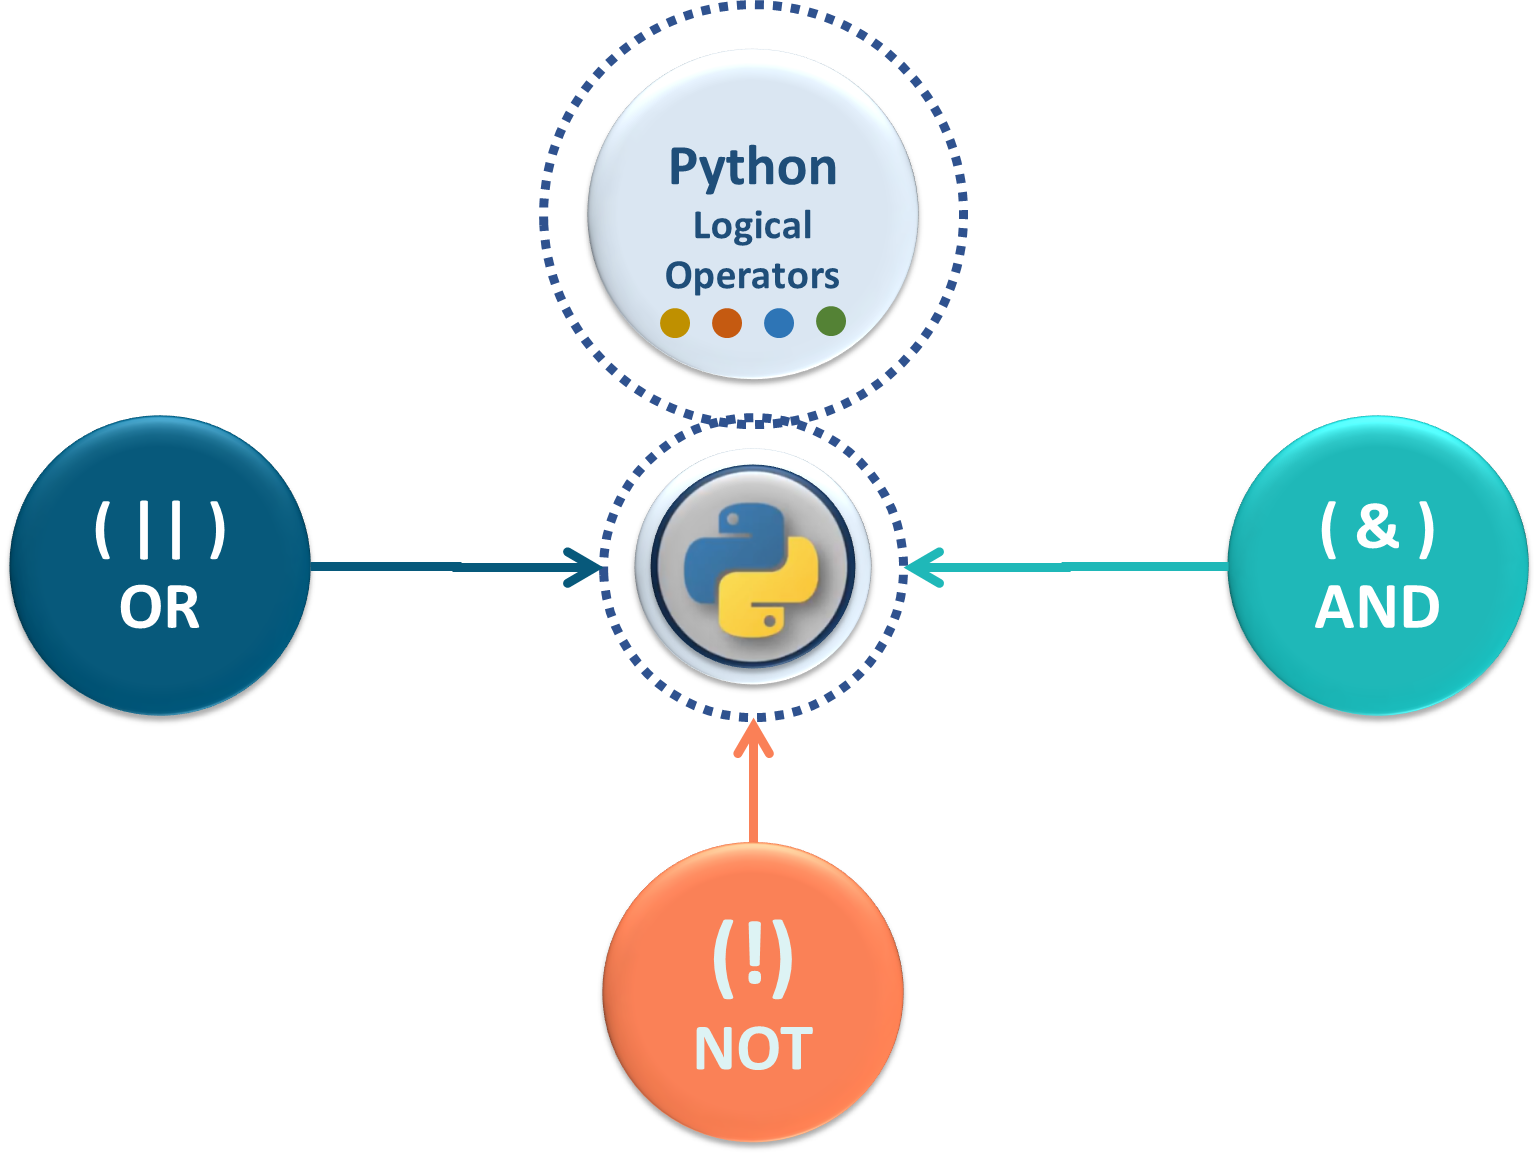 Python
Logical
Operators
( || )
OR
( & )
AND
(!)
NOT